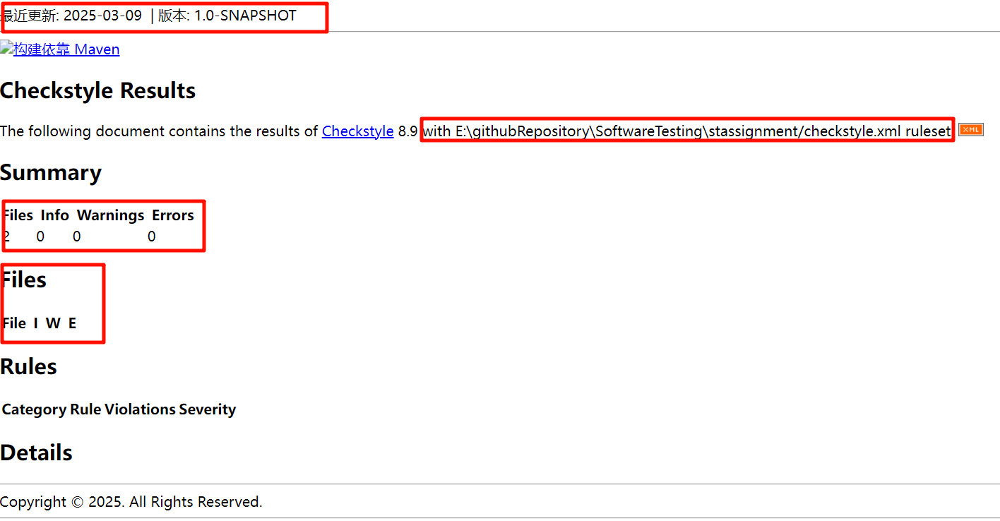 最近更新: 2025-03-09 | 版本: 1.0-SNAPSHOT
构建依靠 Maven
Checkstyle Results
The following document contains the results of Checkstyle 8.9 with E:\githubRepository\SoftwareTesting\stassignment/checkstyle.xml ruleset. XML
Summary
Files Info Warnings Errors
2 0 0 0
Files
File I W E
Rules
Category Rule Violations Severity
Details
Copyright © 2025. All Rights Reserved.